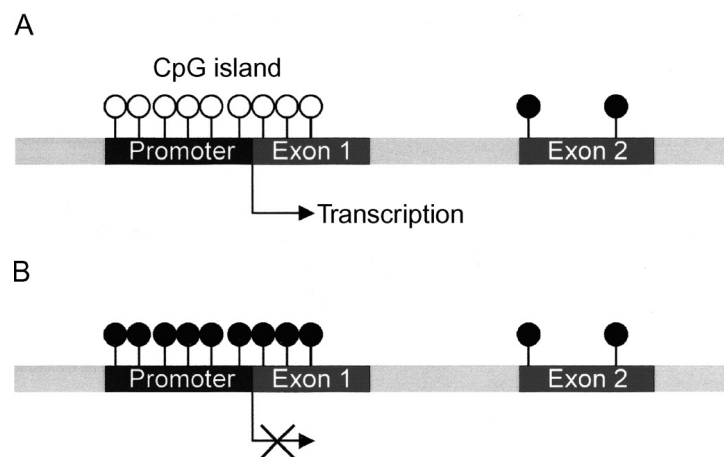 A
CpG island
Promoter Exon 1 Exon 2
Transcription
B
Promoter Exon 1 Exon 2